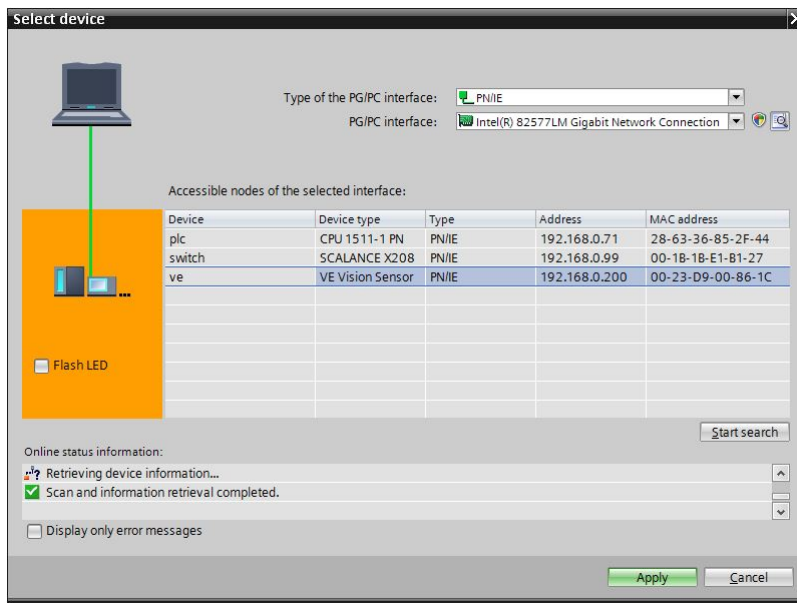 Select device
Type of the PG/PC interface: PN/IE
PG/PC interface: Intel(R) 82577LM Gigabit Network Connection
Accessible nodes of the selected interface:
Device Device type Type Address MAC address
plc CPU 1511-1 PN PN/IE 192.168.0.71 28-63-36-85-2F-44
switch SCALANCE X208 PN/IE 192.168.0.99 00-1B-1B-E1-B1-27
ve VE Vision Sensor PN/IE 192.168.0.200 00-23-D9-00-86-1C
Flash LED
Start search
Online status information:
Retrieving device information...
Scan and information retrieval completed.
Display only error messages
Apply Cancel